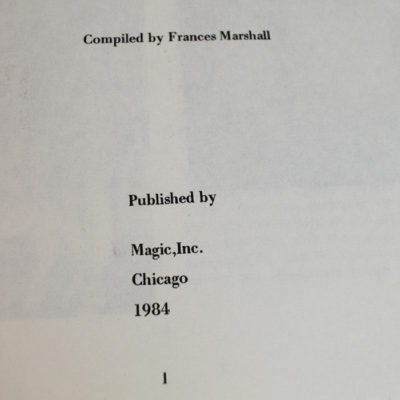 Compiled by Frances Marshall
Published by
Magic,Inc.
Chicago
1984
1